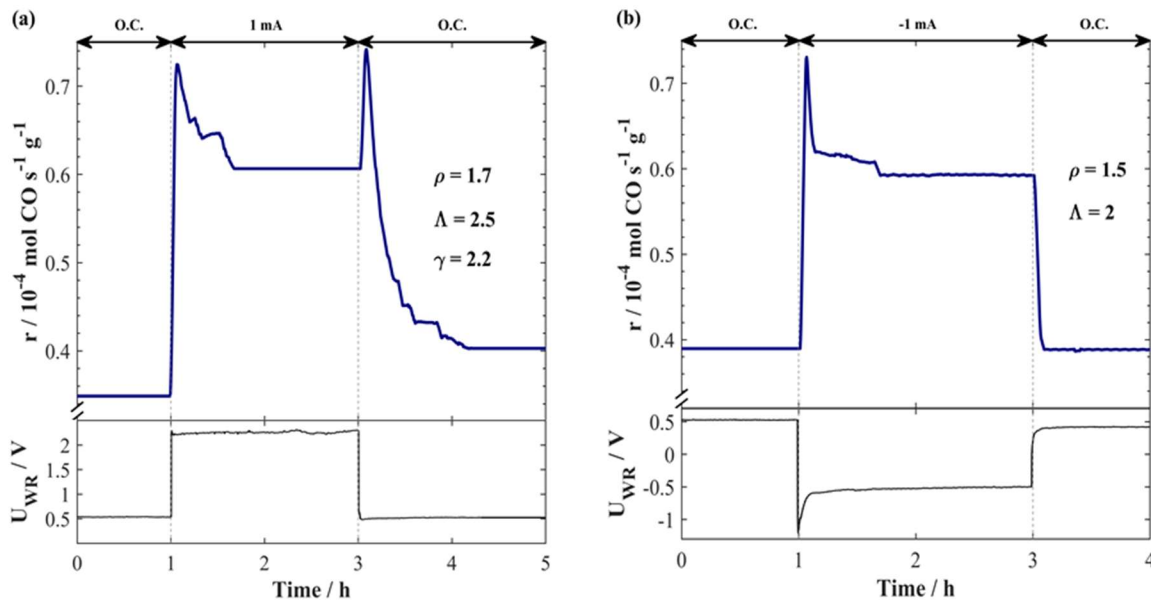 (a)
O.C. 1 mA O.C.
r / 10⁻⁴ mol CO s⁻¹ g⁻¹
0.7
0.6
0.5
0.4
ρ = 1.7
Λ = 2.5
γ = 2.2
U_WR / V
2
1.5
1
0.5
0 1 2 3 4 5
Time / h
(b)
O.C. -1 mA O.C.
r / 10⁻⁴ mol CO s⁻¹ g⁻¹
0.7
0.6
0.5
0.4
ρ = 1.5
Λ = 2
U_WR / V
0.5
0
-0.5
-1
0 1 2 3 4
Time / h